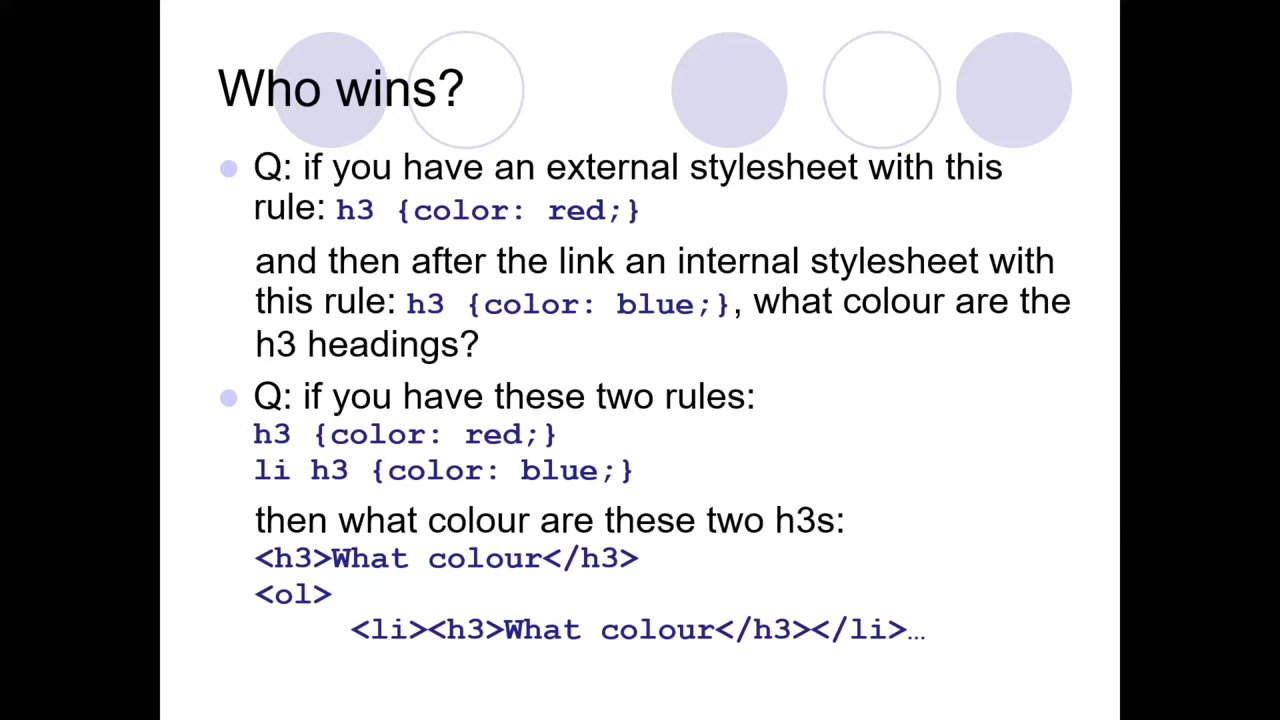 Who wins?
Q: if you have an external stylesheet with this
rule: h3 {color: red;}
and then after the link an internal stylesheet with
this rule: h3 {color: blue;}, what colour are the
h3 headings?
Q: if you have these two rules:
h3 {color: red;}
li h3 {color: blue;}
then what colour are these two h3s:
<h3>What colour</h3>
<ol>
<li><h3>What colour</h3></li>…